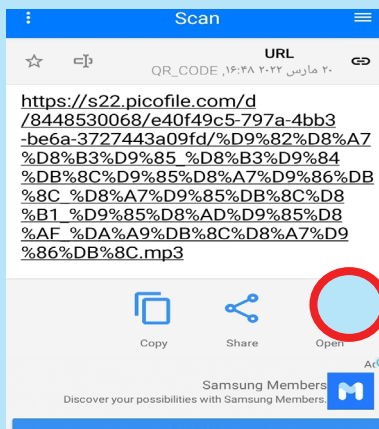 Scan
URL
۲۰ مارس ۲۰۲۲ ۱۶:۴۸, QR_CODE
https://s22.picofile.com/d
/8448530068/e40f49c5-797a-4bb3
-be6a-3727443a09fd/%D9%82%D8%A7
%D8%B3%D9%85_%D8%B3%D9%84
%DB%8C%D9%85%D8%A7%D9%86%DB
%8C_%D8%A7%D9%85%DB%8C%D8
%B1_%D9%85%D8%AD%D9%85%D8
%AF_%DA%A9%DB%8C%D8%A7%D9
%86%DB%8C.mp3
Copy Share Open
Samsung Members
Discover your possibilities with Samsung Members.